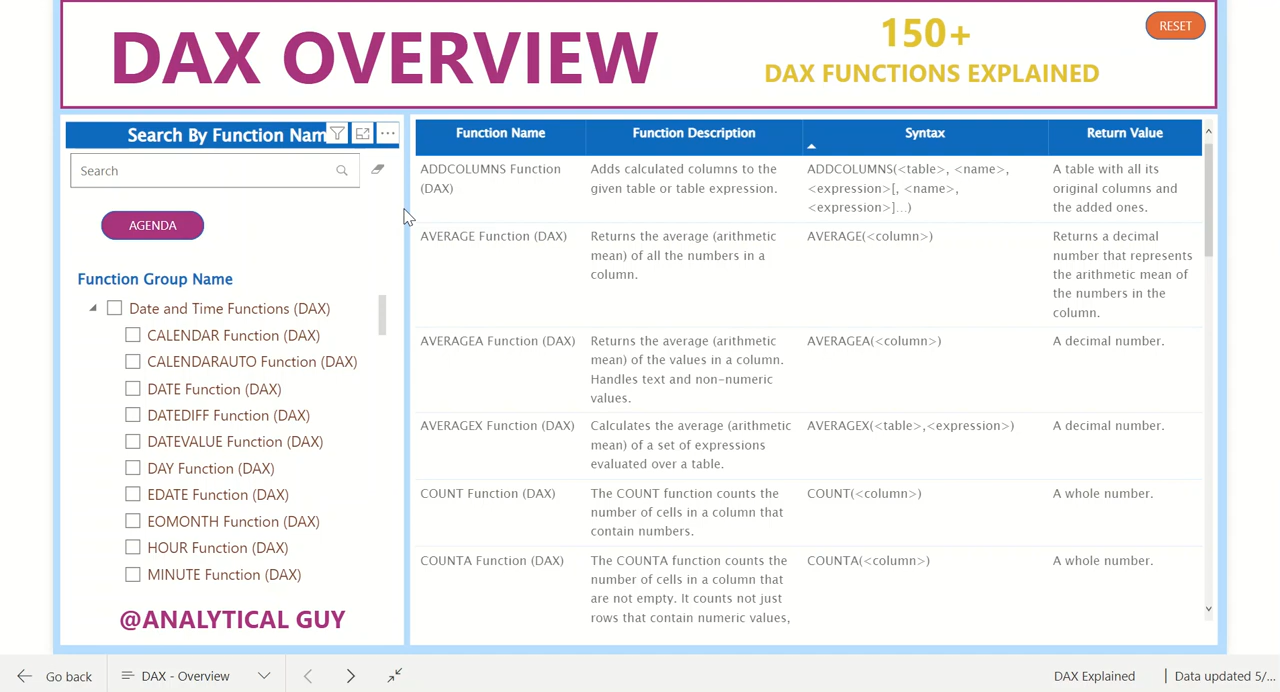 DAX OVERVIEW
150+
DAX FUNCTIONS EXPLAINED
RESET
Search By Function Nam
Search
AGENDA
Function Group Name
Date and Time Functions (DAX)
CALENDAR Function (DAX)
CALENDARAUTO Function (DAX)
DATE Function (DAX)
DATEDIFF Function (DAX)
DATEVALUE Function (DAX)
DAY Function (DAX)
EDATE Function (DAX)
EOMONTH Function (DAX)
HOUR Function (DAX)
MINUTE Function (DAX)
@ANALYTICAL GUY
Function Name
Function Description
Syntax
Return Value
ADDCOLUMNS Function
(DAX)
Adds calculated columns to the
given table or table expression.
ADDCOLUMNS(<table>, <name>,
<expression>[, <name>,
<expression>]...)
A table with all its
original columns and
the added ones.
AVERAGE Function (DAX)
Returns the average (arithmetic
mean) of all the numbers in a
column.
AVERAGE(<column>)
Returns a decimal
number that represents
the arithmetic mean of
the numbers in the
column.
AVERAGEA Function (DAX)
Returns the average (arithmetic
mean) of the values in a column.
Handles text and non-numeric
values.
AVERAGEA(<column>)
A decimal number.
AVERAGEX Function (DAX)
Calculates the average (arithmetic
mean) of a set of expressions
evaluated over a table.
AVERAGEX(<table>,<expression>)
A decimal number.
COUNT Function (DAX)
The COUNT function counts the
number of cells in a column that
contain numbers.
COUNT(<column>)
A whole number.
COUNTA Function (DAX)
The COUNTA function counts the
number of cells in a column that
are not empty. It counts not just
rows that contain numeric values,
COUNTA(<column>)
A whole number.
Go back
DAX - Overview
DAX Explained
Data updated 5/...